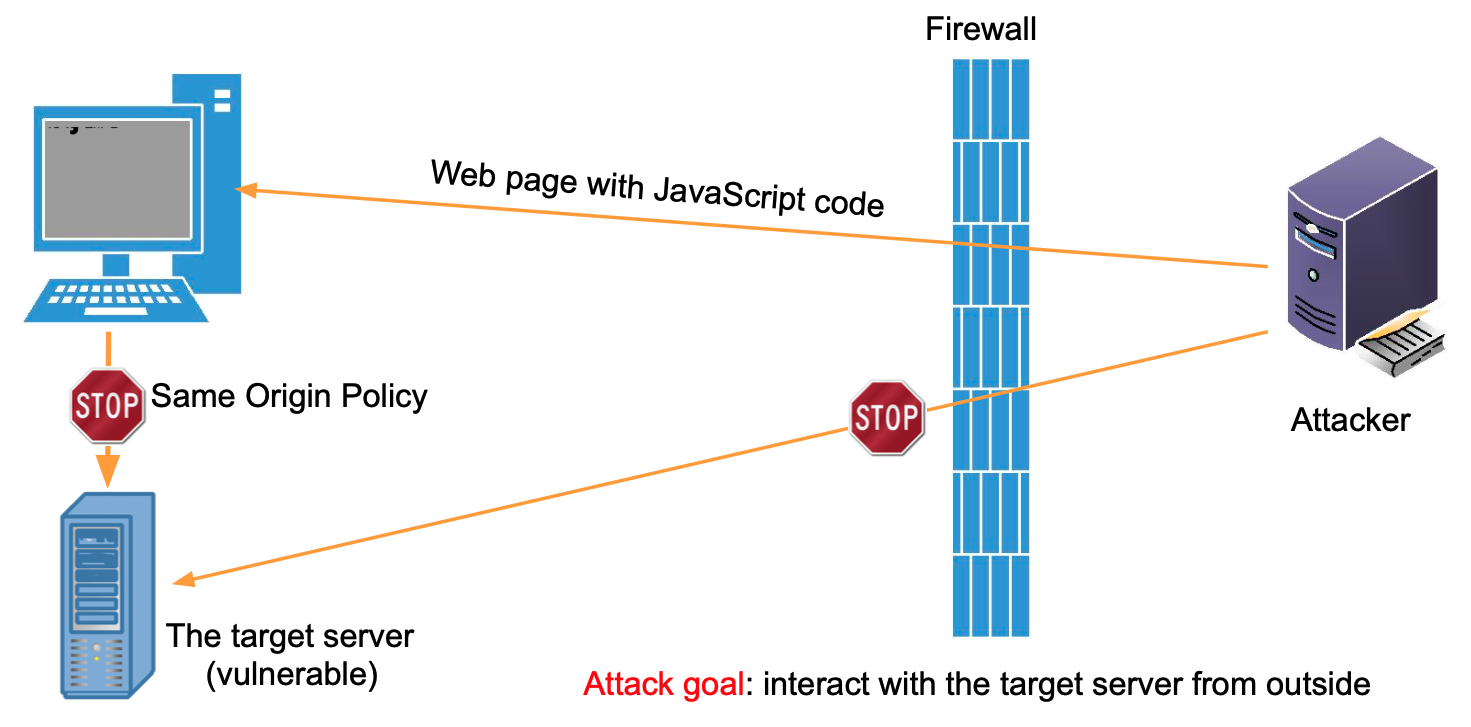 Firewall
Web page with JavaScript code
STOP
Same Origin Policy
STOP
Attacker
The target server
(vulnerable)
Attack goal: interact with the target server from outside